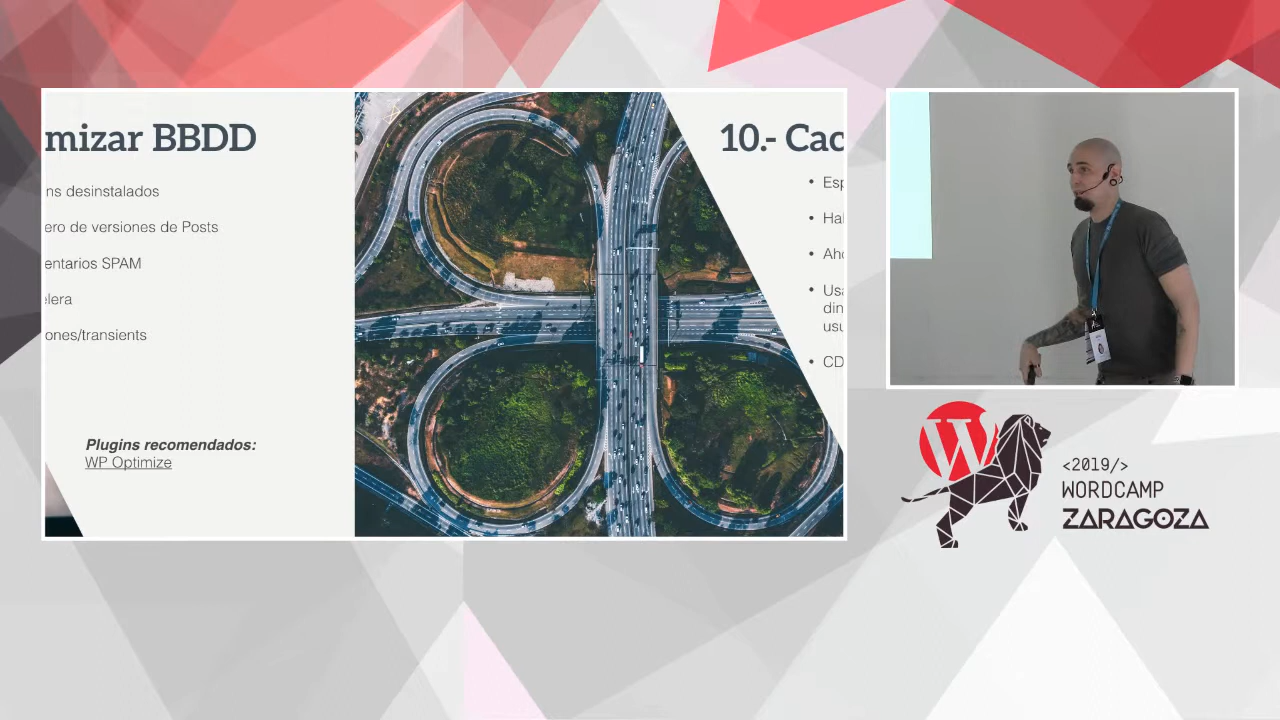 mizar BBDD
ns desinstalados
ero de versiones de Posts
entarios SPAM
elera
ones/transients
Plugins recomendados:
WP Optimize
10.- Cac
• Esp
• Hal
• Aho
• Usa
din
usu
• CD
W
<2019/>
WORDCAMP
ZARAGOZA